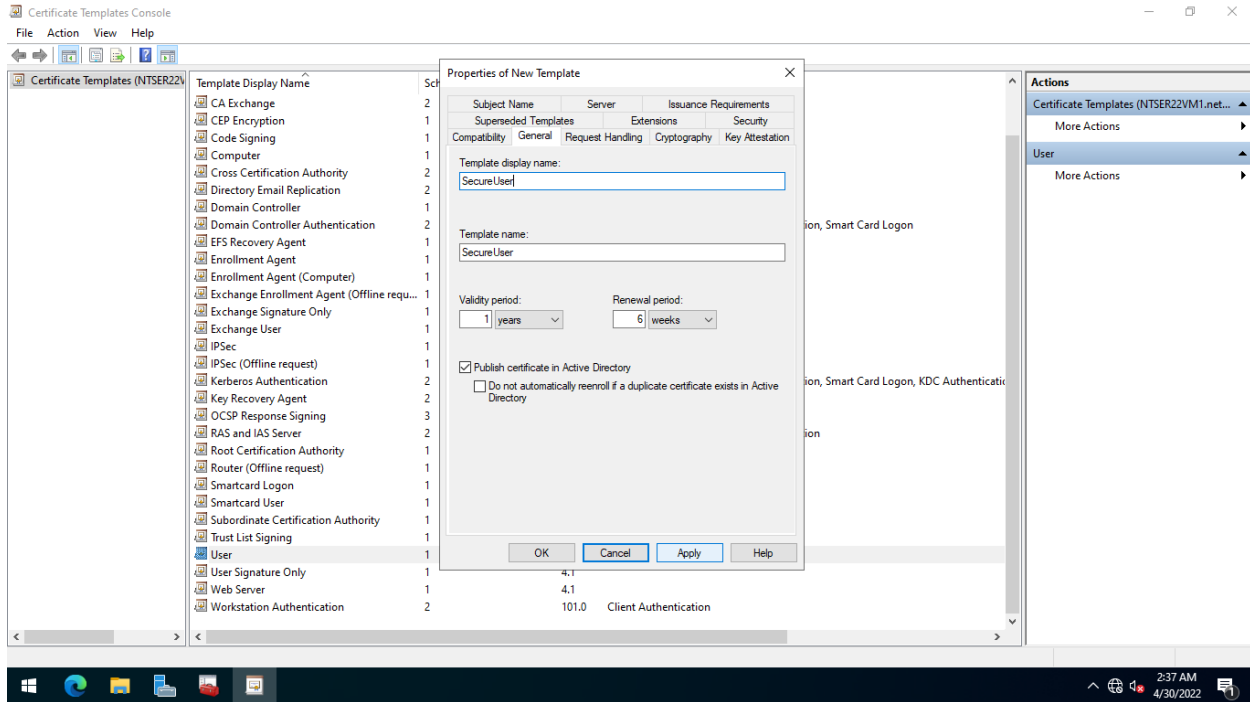 Certificate Templates Console
File Action View Help
Certificate Templates (NTSER22V
Template Display Name Sch
CA Exchange 2
CEP Encryption 1
Code Signing 1
Computer 1
Cross Certification Authority 2
Directory Email Replication 2
Domain Controller 1
Domain Controller Authentication 2 ion, Smart Card Logon
EFS Recovery Agent 1
Enrollment Agent 1
Enrollment Agent (Computer) 1
Exchange Enrollment Agent (Offline requ... 1
Exchange Signature Only 1
Exchange User 1
IPSec 1
IPSec (Offline request) 1
Kerberos Authentication 2 ion, Smart Card Logon, KDC Authenticatio
Key Recovery Agent 2
OCSP Response Signing 3
RAS and IAS Server 2 ion
Root Certification Authority 1
Router (Offline request) 1
Smartcard Logon 1
Smartcard User 1
Subordinate Certification Authority 1
Trust List Signing 1
User 1
User Signature Only 1 4.1
Web Server 1 4.1
Workstation Authentication 2 101.0 Client Authentication
Properties of New Template
Subject Name Server Issuance Requirements
Superseded Templates Extensions Security
Compatibility General Request Handling Cryptography Key Attestation
Template display name:
SecureUser
Template name:
SecureUser
Validity period: Renewal period:
1 years 6 weeks
Publish certificate in Active Directory
Do not automatically reenroll if a duplicate certificate exists in Active
Directory
OK Cancel Apply Help
Actions
Certificate Templates (NTSER22VM1.net...
More Actions
User
More Actions
2:37 AM
4/30/2022
1